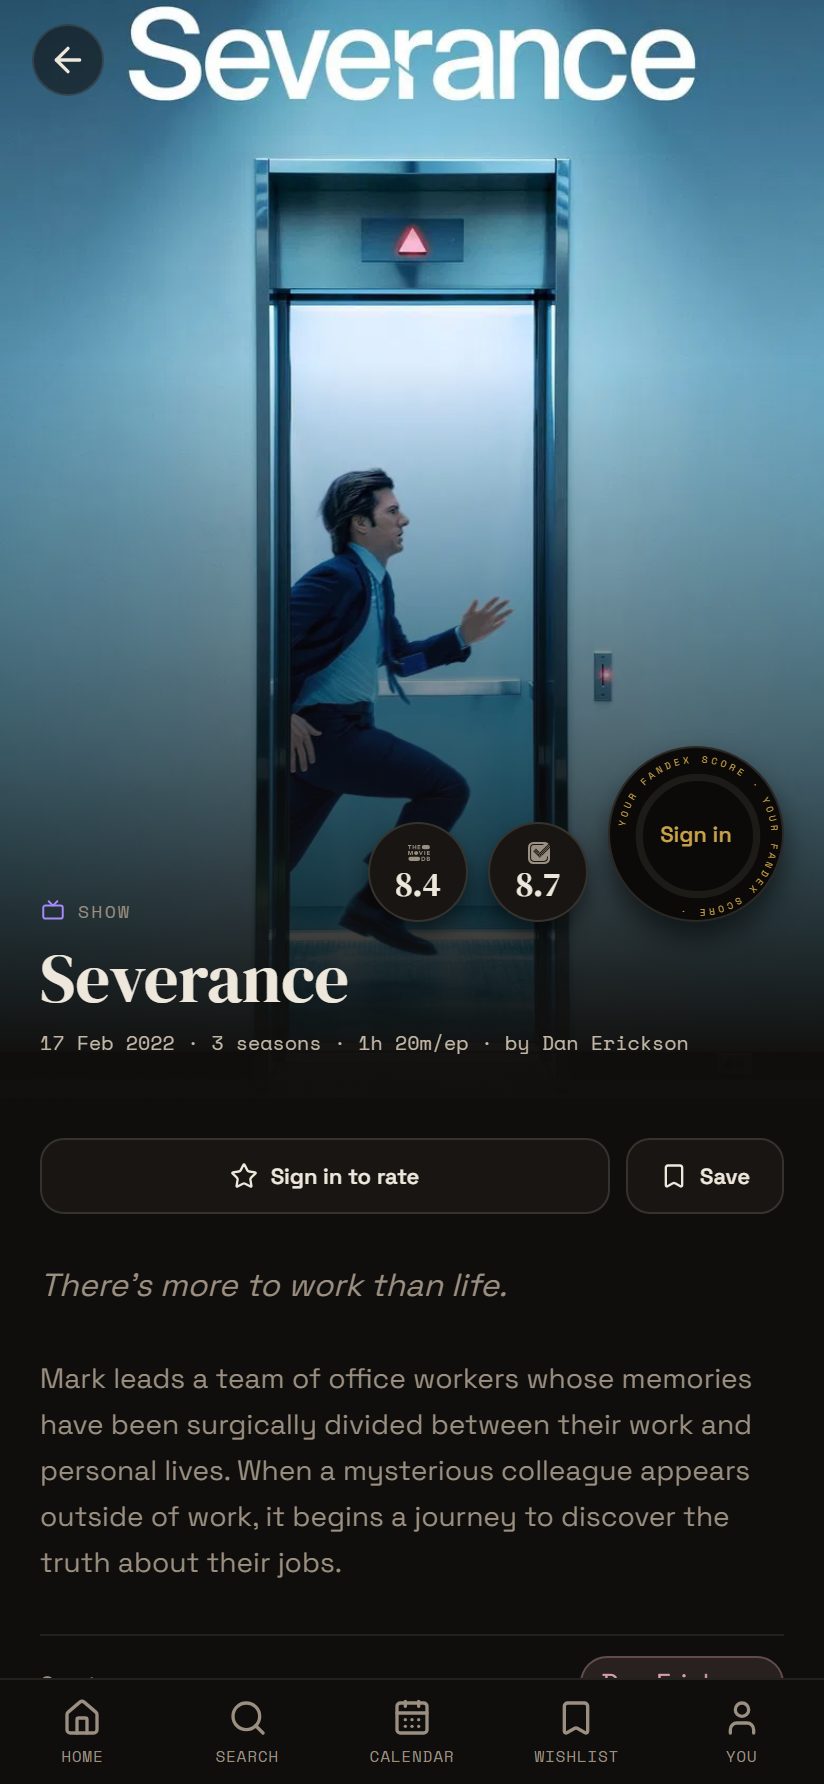 Severance
YOUR FANDEX SCORE · YOUR FANDEX SCORE ·
Sign in
THE MOVIE DB
8.4
8.7
SHOW
Severance
17 Feb 2022 · 3 seasons · 1h 20m/ep · by Dan Erickson
Sign in to rate
Save
There's more to work than life.
Mark leads a team of office workers whose memories
have been surgically divided between their work and
personal lives. When a mysterious colleague appears
outside of work, it begins a journey to discover the
truth about their jobs.
HOME
SEARCH
CALENDAR
WISHLIST
YOU